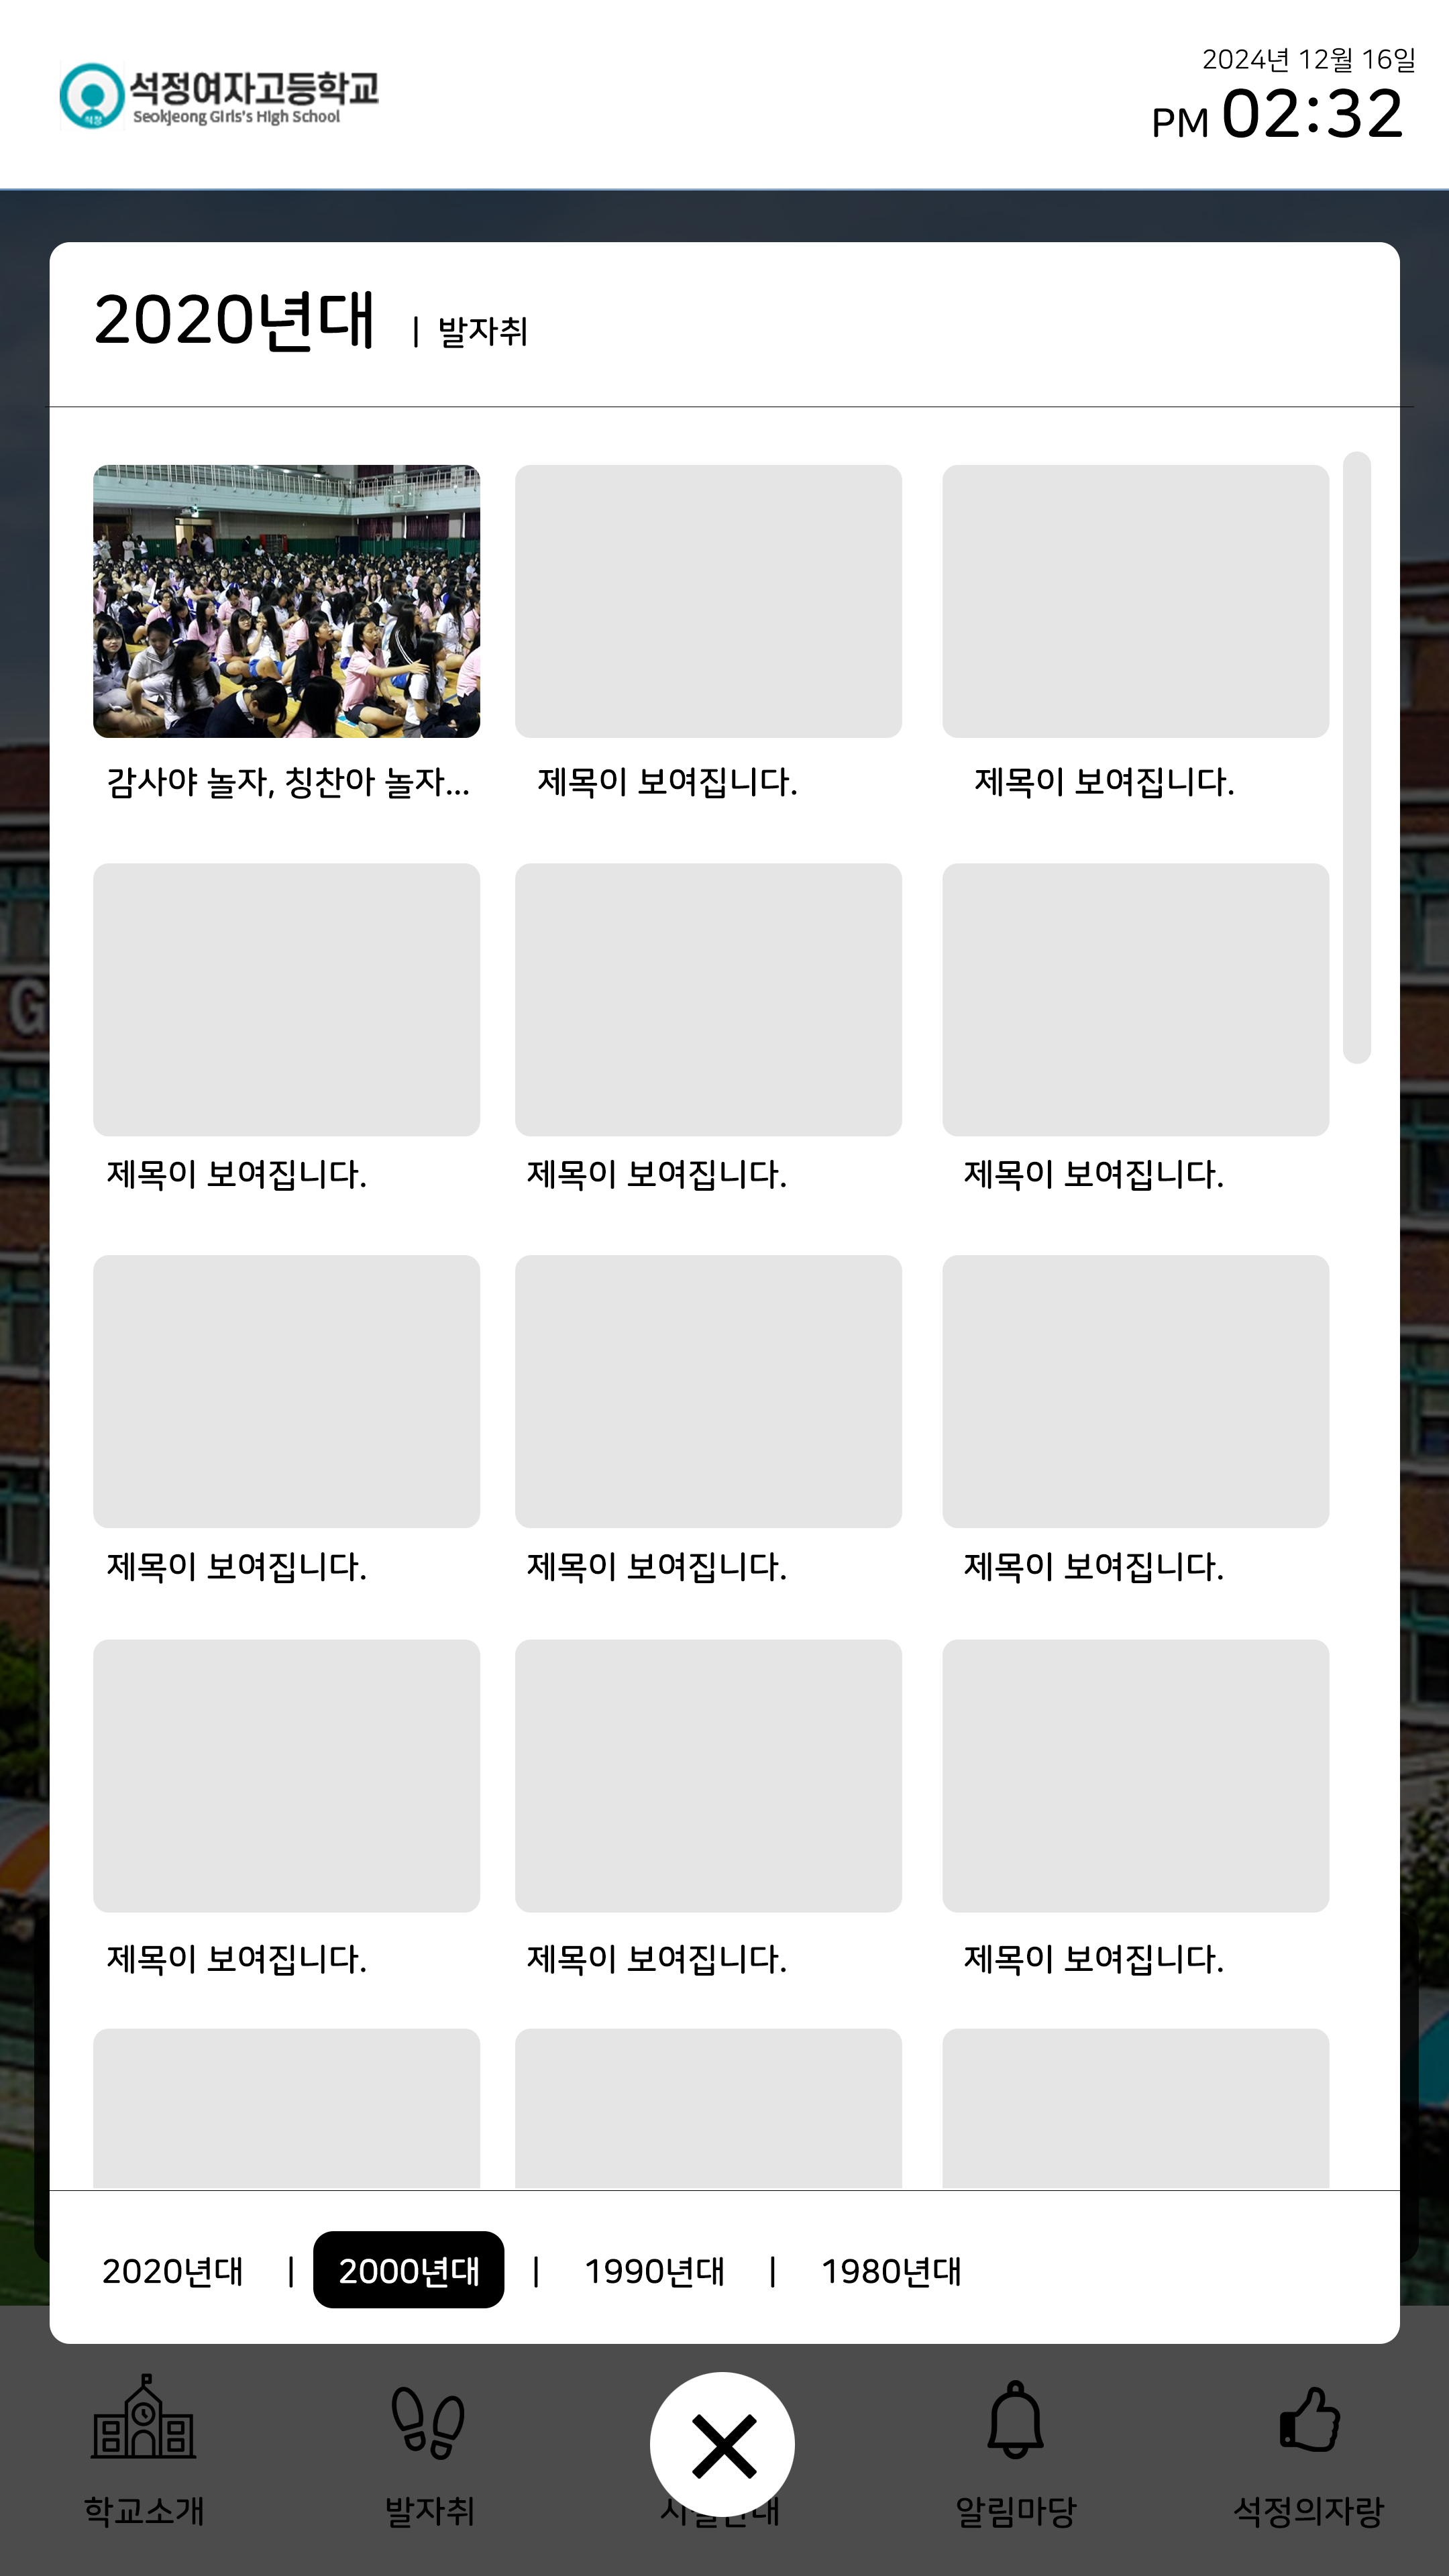 석정여자고등학교
Seokjeong Girls's High School
석정
2024년 12월 16일
PM 02:32
2020년대 | 발자취
G
감사야 놀자, 칭찬아 놀자... 제목이 보여집니다. 제목이 보여집니다.
제목이 보여집니다. 제목이 보여집니다. 제목이 보여집니다.
제목이 보여집니다. 제목이 보여집니다. 제목이 보여집니다.
제목이 보여집니다. 제목이 보여집니다. 제목이 보여집니다.
2020년대 | 2000년대 | 1990년대 | 1980년대
학교소개 발자취 시설안내 알림마당 석정의자랑